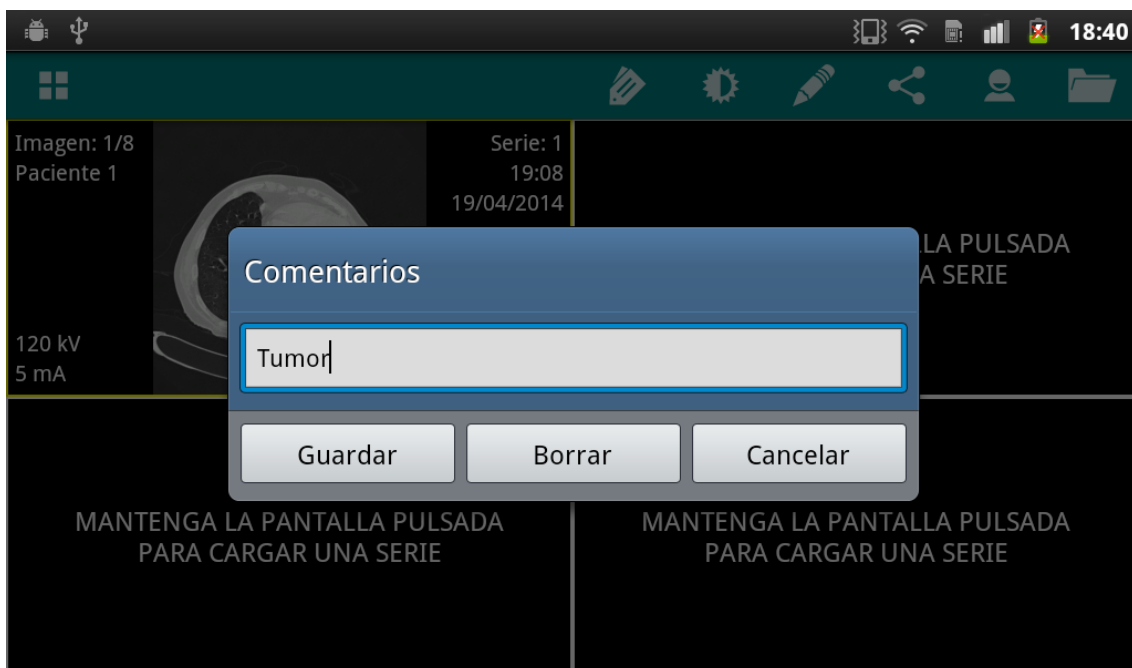 18:40
Imagen: 1/8
Paciente 1
Serie: 1
19:08
19/04/2014
120 kV
5 mA
LA PULSADA
A SERIE
Comentarios
Tumor
Guardar
Borrar
Cancelar
MANTENGA LA PANTALLA PULSADA
PARA CARGAR UNA SERIE
MANTENGA LA PANTALLA PULSADA
PARA CARGAR UNA SERIE